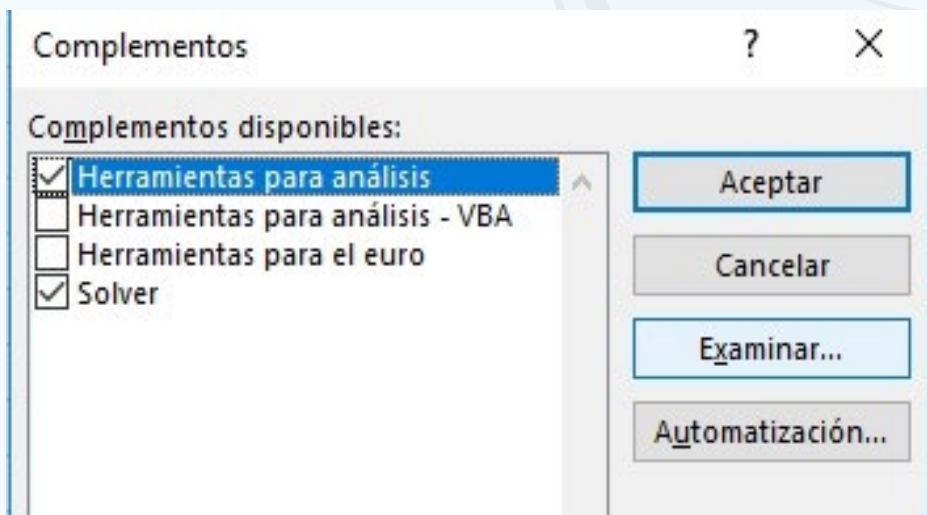 Complementos ? X
Complementos disponibles:
Herramientas para análisis
Herramientas para análisis - VBA
Herramientas para el euro
Solver
Aceptar
Cancelar
Examinar...
Automatización...